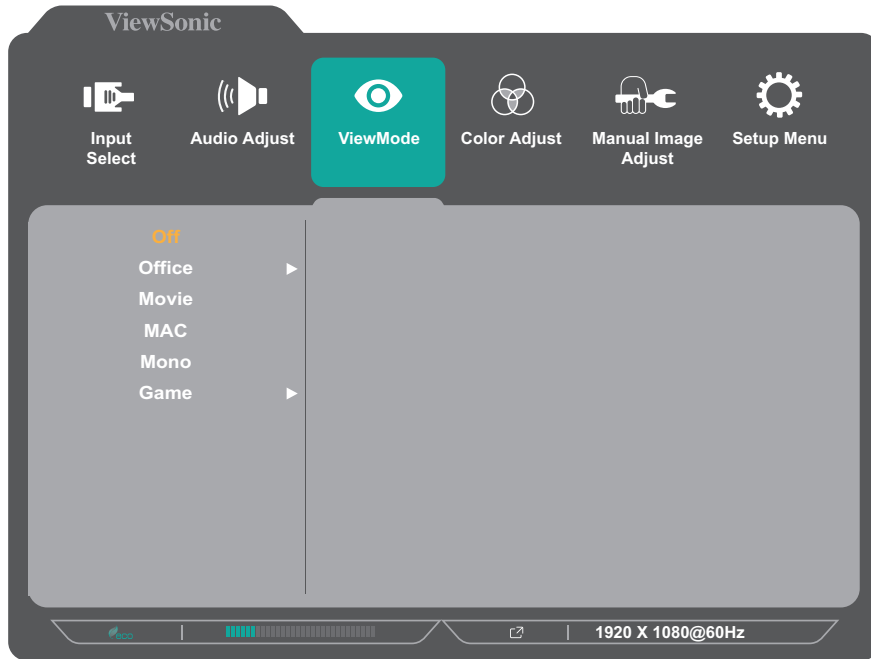 ViewSonic
Input Select
Audio Adjust
ViewMode
Color Adjust
Manual Image Adjust
Setup Menu
Off
Office
Movie
MAC
Mono
Game
eco
1920 X 1080@60Hz